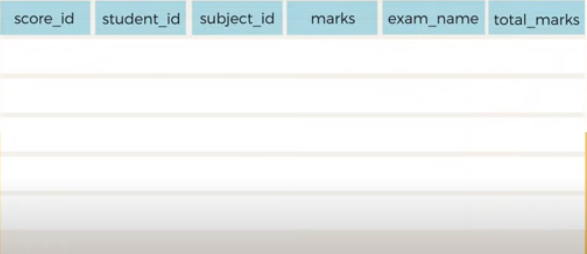 score_id student_id subject_id marks exam_name total_marks